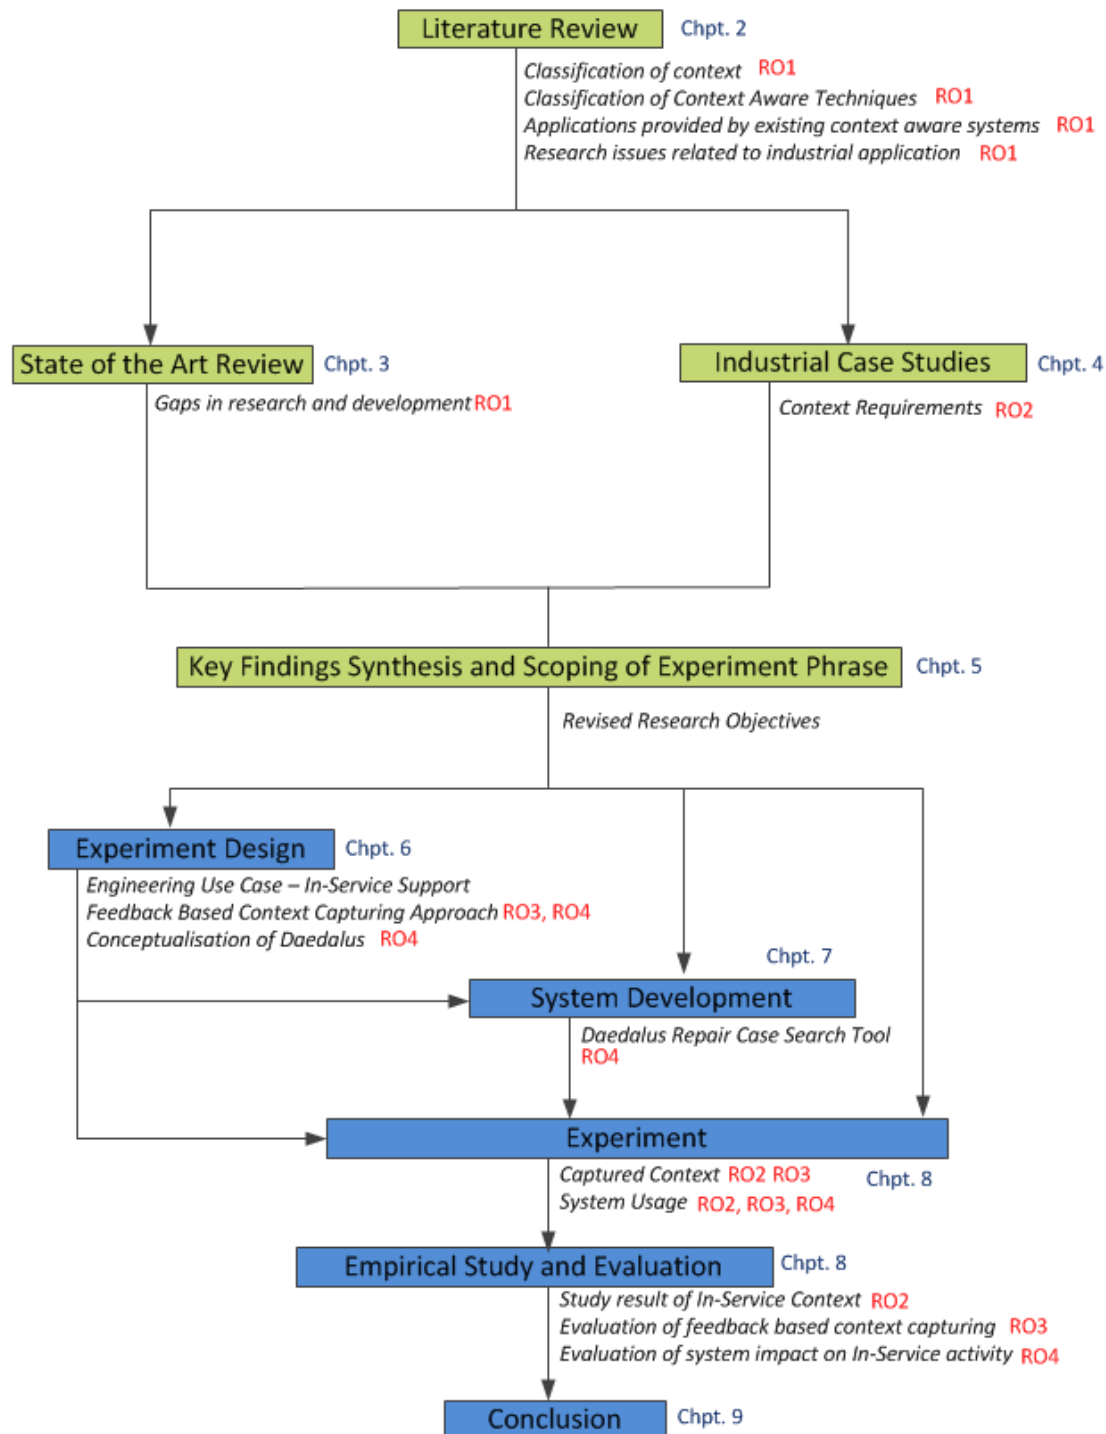 Literature Review Chpt. 2
Classification of context RO1
Classification of Context Aware Techniques RO1
Applications provided by existing context aware systems RO1
Research issues related to industrial application RO1
State of the Art Review Chpt. 3
Gaps in research and development RO1
Industrial Case Studies Chpt. 4
Context Requirements RO2
Key Findings Synthesis and Scoping of Experiment Phrase Chpt. 5
Revised Research Objectives
Experiment Design Chpt. 6
Engineering Use Case – In-Service Support
Feedback Based Context Capturing Approach RO3, RO4
Conceptualisation of Daedalus RO4
Chpt. 7
System Development
Daedalus Repair Case Search Tool
RO4
Experiment
Captured Context RO2 RO3
Chpt. 8
System Usage RO2, RO3, RO4
Empirical Study and Evaluation Chpt. 8
Study result of In-Service Context RO2
Evaluation of feedback based context capturing RO3
Evaluation of system impact on In-Service activity RO4
Conclusion Chpt. 9